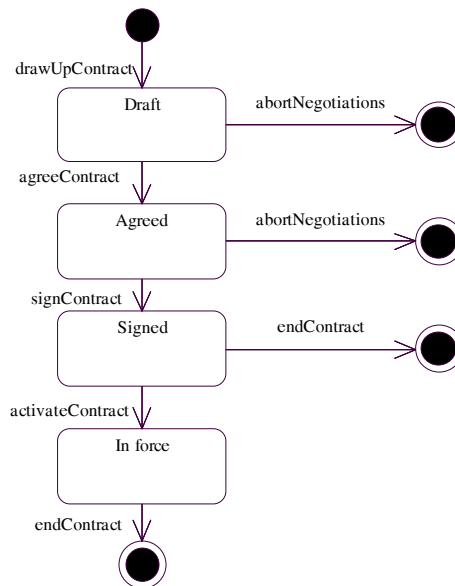 drawUpContract
Draft
abortNegotiations
agreeContract
Agreed
abortNegotiations
signContract
Signed
endContract
activateContract
In force
endContract